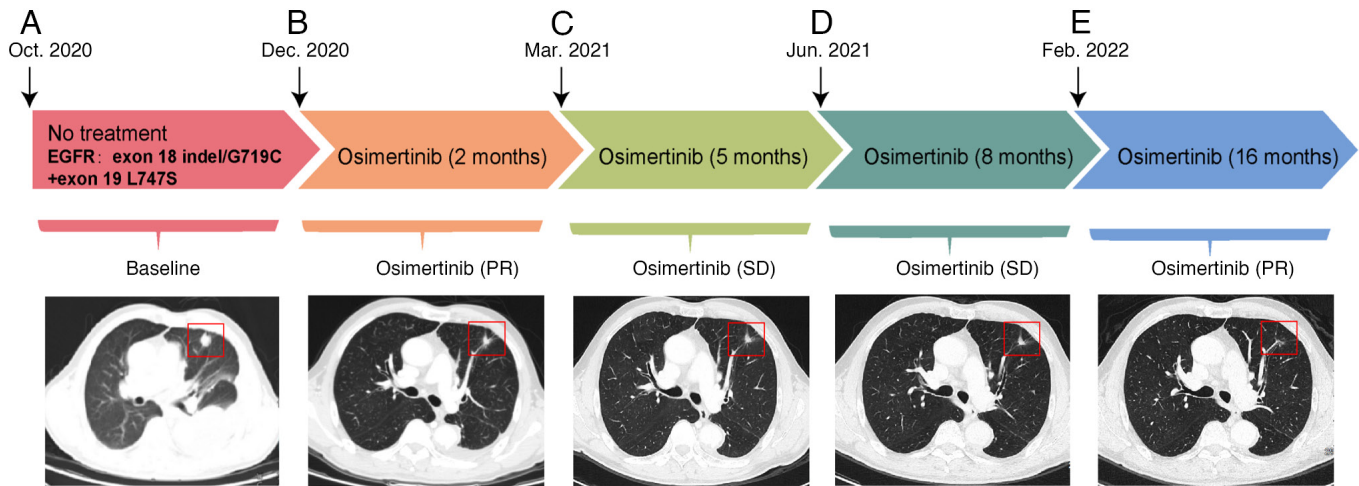 A
B
C
D
E
Oct. 2020
Dec. 2020
Mar. 2021
Jun. 2021
Feb. 2022
No treatment
EGFR: exon 18 indel/G719C
+exon 19 L747S
Osimertinib (2 months)
Osimertinib (5 months)
Osimertinib (8 months)
Osimertinib (16 months)
Baseline
Osimertinib (PR)
Osimertinib (SD)
Osimertinib (SD)
Osimertinib (PR)